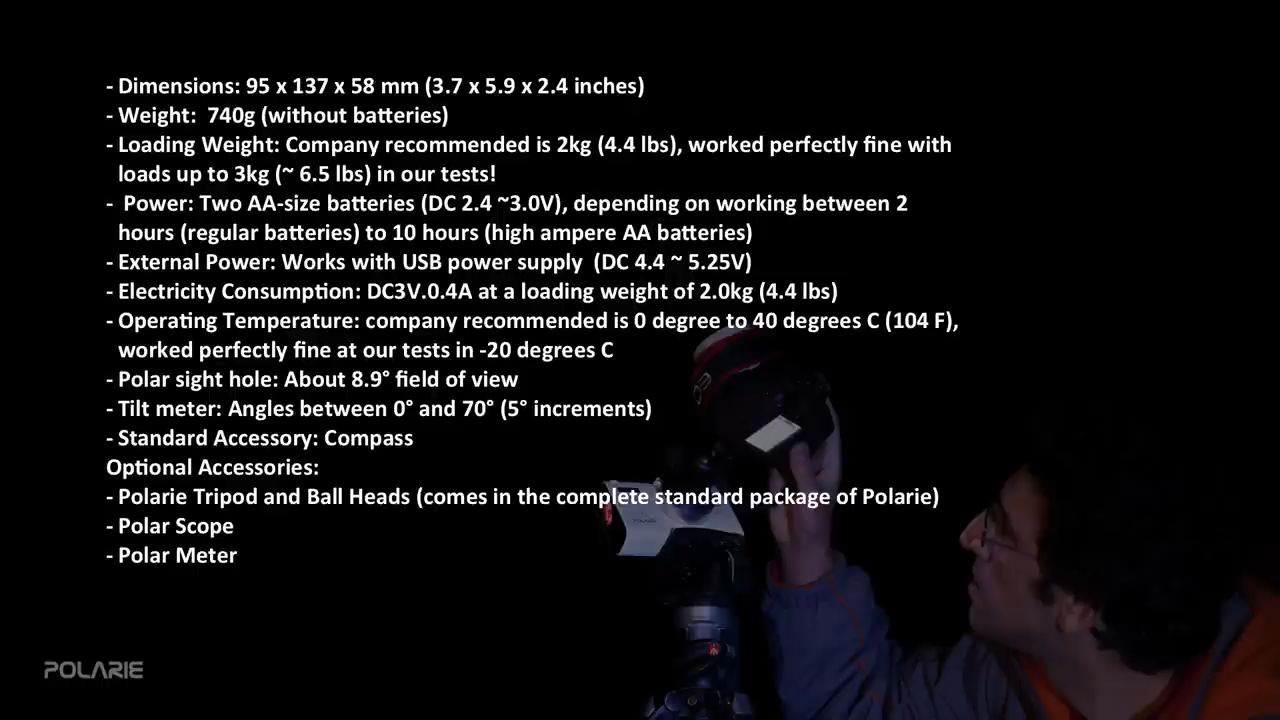 - Dimensions: 95 x 137 x 58 mm (3.7 x 5.9 x 2.4 inches)
- Weight:  740g (without batteries)
- Loading Weight: Company recommended is 2kg (4.4 lbs), worked perfectly fine with
loads up to 3kg (~ 6.5 lbs) in our tests!
-  Power: Two AA-size batteries (DC 2.4 ~3.0V), depending on working between 2
hours (regular batteries) to 10 hours (high ampere AA batteries)
- External Power: Works with USB power supply  (DC 4.4 ~ 5.25V)
- Electricity Consumption: DC3V.0.4A at a loading weight of 2.0kg (4.4 lbs)
- Operating Temperature: company recommended is 0 degree to 40 degrees C (104 F),
worked perfectly fine at our tests in -20 degrees C
- Polar sight hole: About 8.9° field of view
- Tilt meter: Angles between 0° and 70° (5° increments)
- Standard Accessory: Compass
Optional Accessories:
- Polarie Tripod and Ball Heads (comes in the complete standard package of Polarie)
- Polar Scope
- Polar Meter
POLARIE